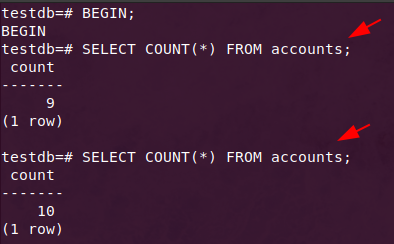 testdb=# BEGIN;
BEGIN
testdb=# SELECT COUNT(*) FROM accounts;
count
-------
9
(1 row)
testdb=# SELECT COUNT(*) FROM accounts;
count
-------
10
(1 row)